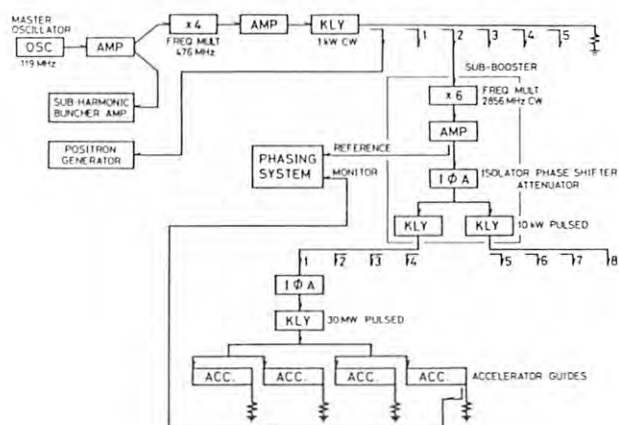 MASTER
OSCILLATOR
OSC
119 MHz
AMP
x 4
FREQ MULT
476 MHz
AMP
KLY
1 kW CW
1
2
3
4
5
SUB-HARMONIC
BUNCHER AMP
POSITRON
GENERATOR
SUB-BOOSTER
x 6
FREQ MULT
2856 MHz CW
AMP
REFERENCE
PHASING
SYSTEM
MONITOR
I Φ A
ISOLATOR PHASE SHIFTER
ATTENUATOR
KLY
KLY
10 kW PULSED
1
2
3
4
5
6
7
8
I Φ A
KLY
30 MW PULSED
ACC.
ACC.
ACC.
ACC.
ACCELERATOR GUIDES